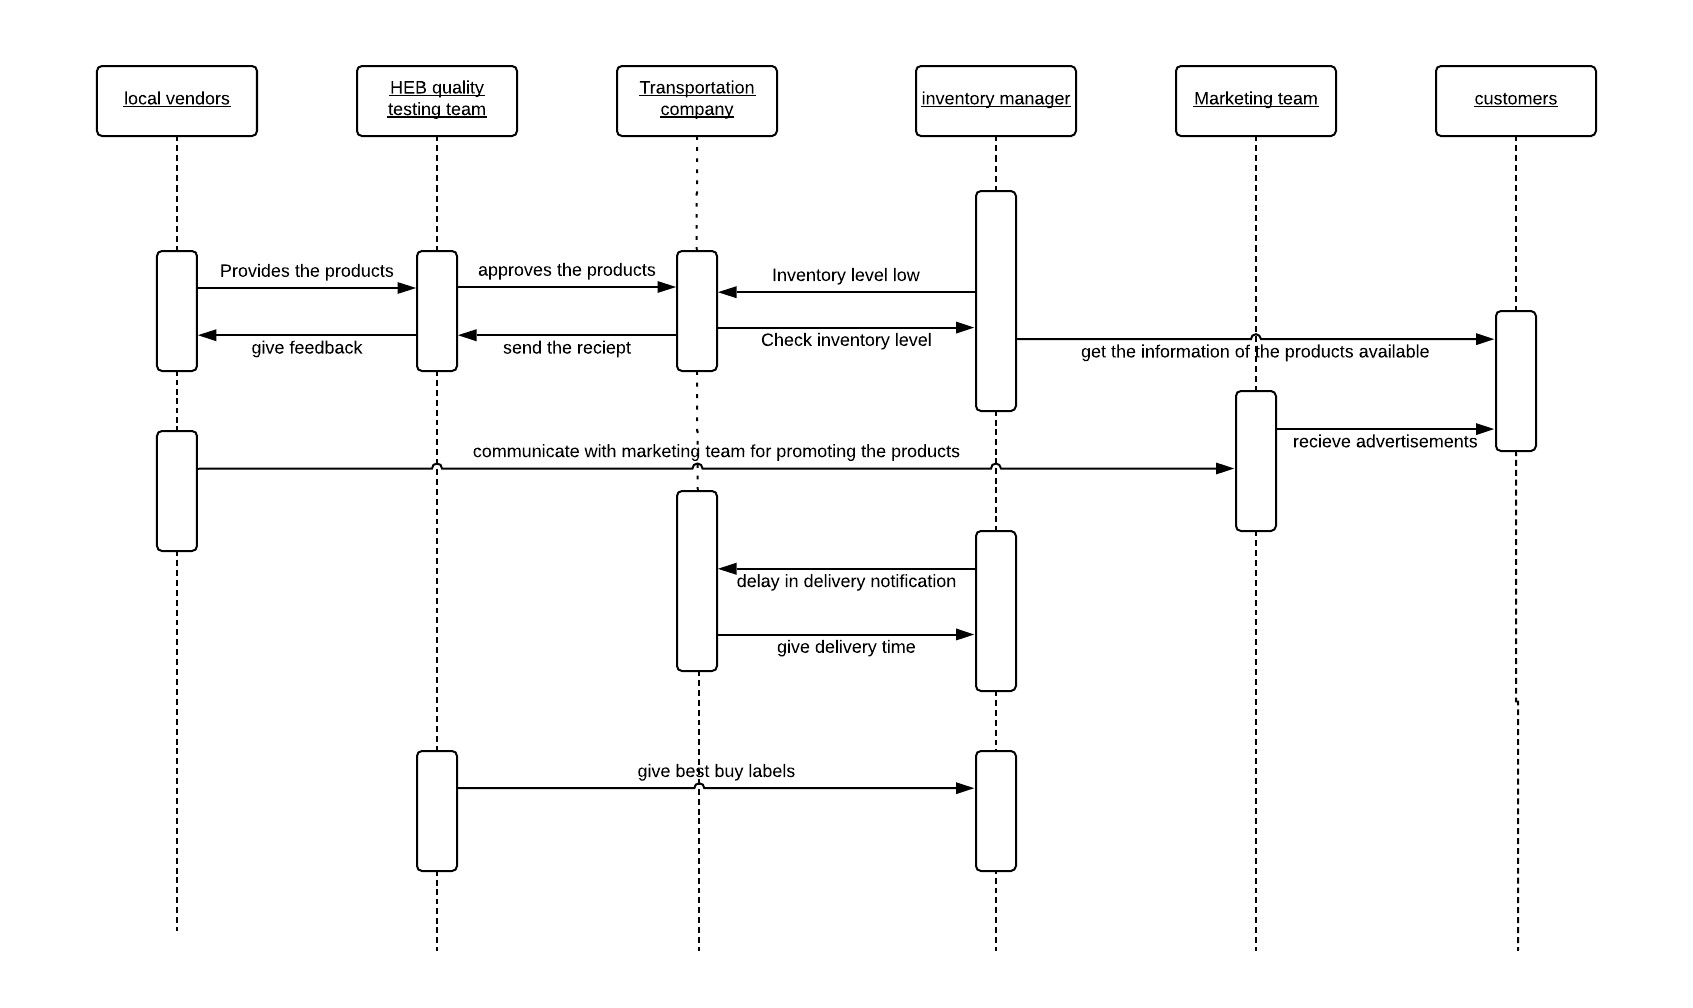 local vendors
HEB quality
testing team
Transportation
company
inventory manager
Marketing team
customers
Provides the products
approves the products
Inventory level low
give feedback
send the reciept
Check inventory level
get the information of the products available
recieve advertisements
communicate with marketing team for promoting the products
delay in delivery notification
give delivery time
give best buy labels